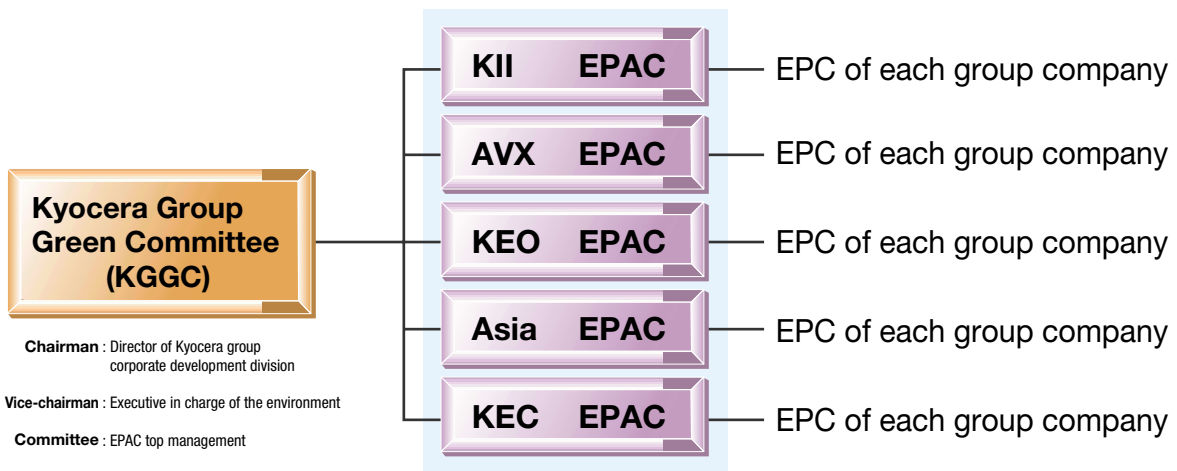 Kyocera Group
Green Committee
(KGGC)
Chairman : Director of Kyocera group
corporate development division
Vice-chairman : Executive in charge of the environment
Committee : EPAC top management
KII EPAC EPC of each group company
AVX EPAC EPC of each group company
KEO EPAC EPC of each group company
Asia EPAC EPC of each group company
KEC EPAC EPC of each group company